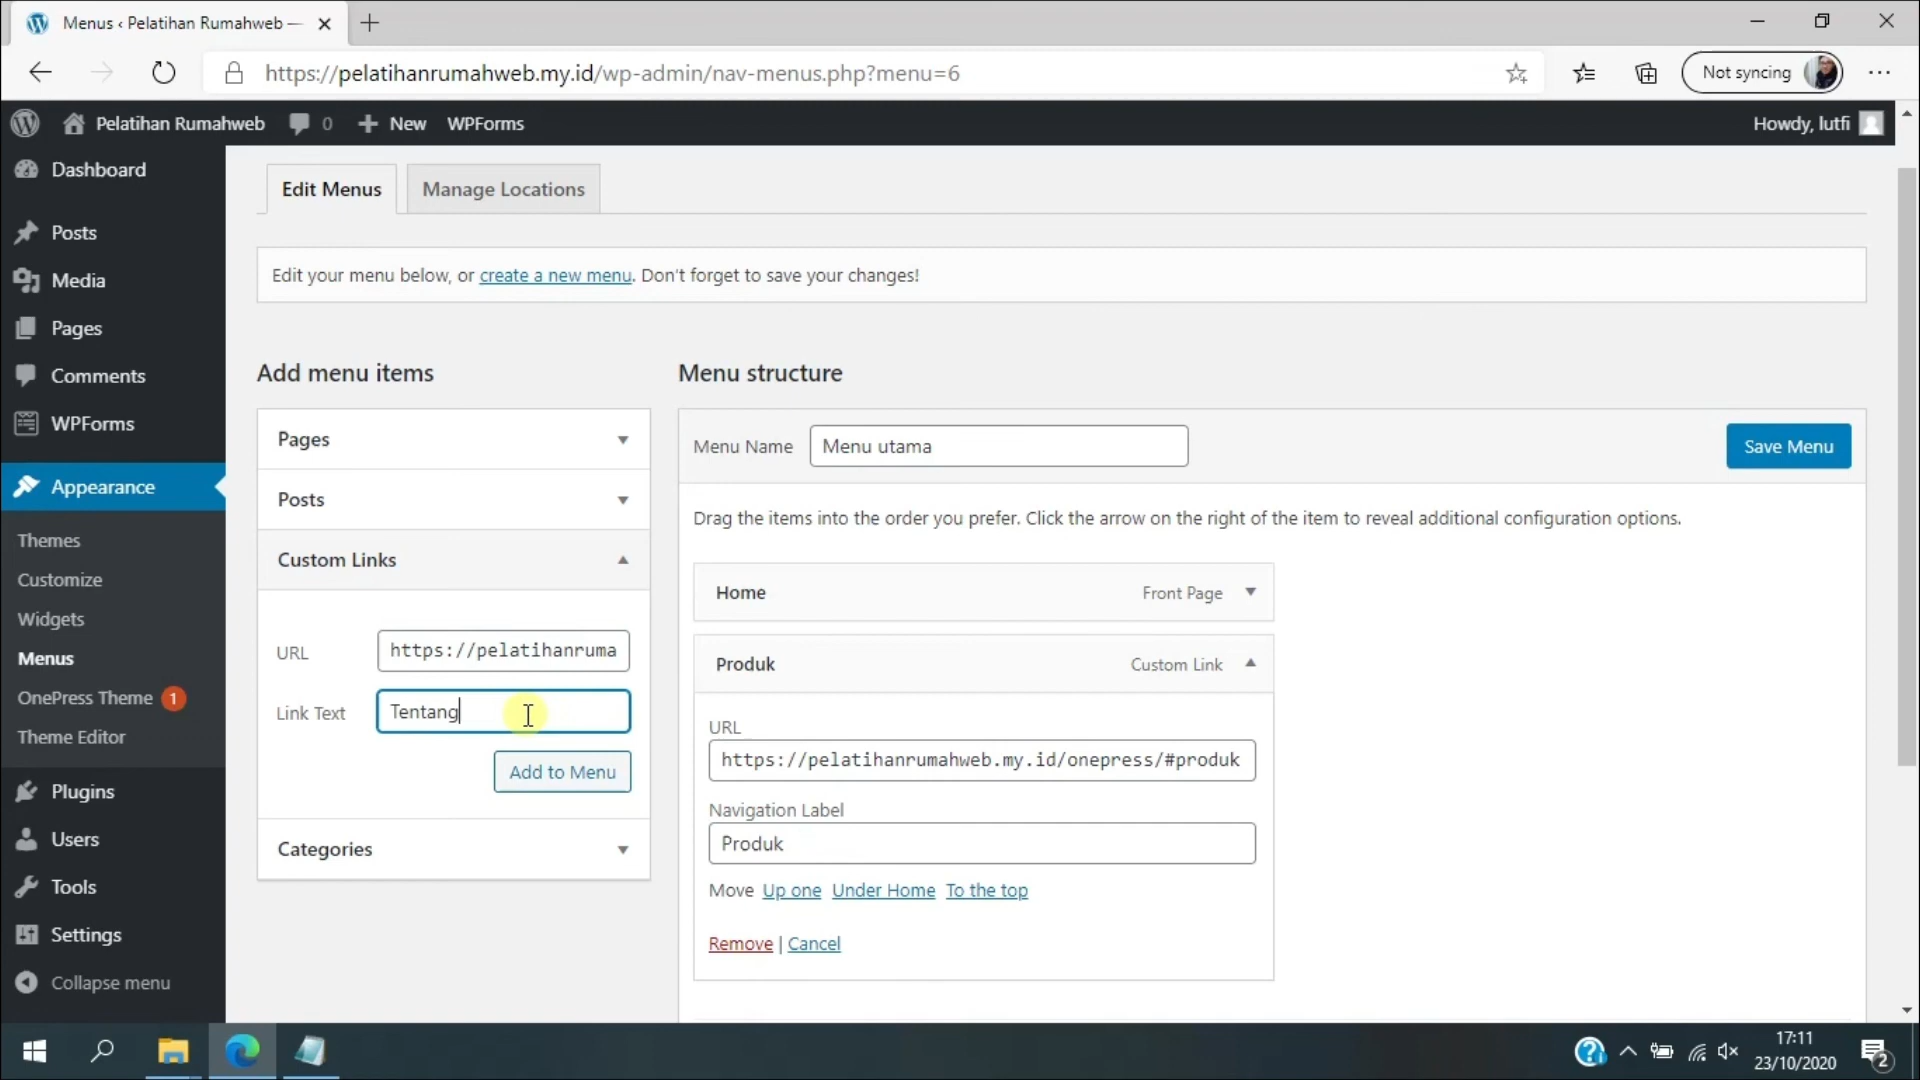 Menus ‹ Pelatihan Rumahweb —
https://pelatihanrumahweb.my.id/wp-admin/nav-menus.php?menu=6
Not syncing
Pelatihan Rumahweb
0
New
WPForms
Howdy, lutfi
Dashboard
Posts
Media
Pages
Comments
WPForms
Appearance
Themes
Customize
Widgets
Menus
OnePress Theme 1
Theme Editor
Plugins
Users
Tools
Settings
Collapse menu
Edit Menus
Manage Locations
Edit your menu below, or create a new menu. Don't forget to save your changes!
Add menu items
Pages
Posts
Custom Links
URL
https://pelatihanruma
Link Text
Tentang
Add to Menu
Categories
Menu structure
Menu Name
Menu utama
Save Menu
Drag the items into the order you prefer. Click the arrow on the right of the item to reveal additional configuration options.
Home
Front Page
Produk
Custom Link
URL
https://pelatihanrumahweb.my.id/onepress/#produk
Navigation Label
Produk
Move Up one Under Home To the top
Remove | Cancel
17:11
23/10/2020
2